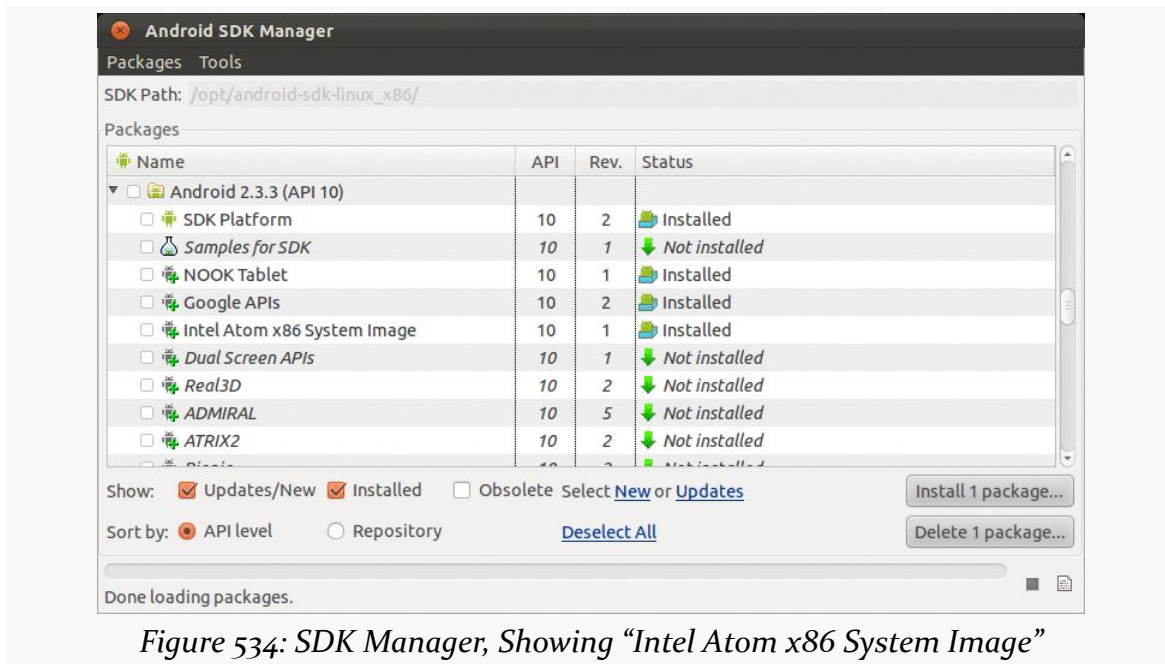 Android SDK Manager
Packages Tools
SDK Path: /opt/android-sdk-linux_x86/
Packages
Name API Rev. Status
Android 2.3.3 (API 10)
SDK Platform 10 2 Installed
Samples for SDK 10 1 Not installed
NOOK Tablet 10 1 Installed
Google APIs 10 2 Installed
Intel Atom x86 System Image 10 1 Installed
Dual Screen APIs 10 1 Not installed
Real3D 10 2 Not installed
ADMIRAL 10 5 Not installed
ATRIX2 10 2 Not installed
Show: Updates/New Installed Obsolete Select New or Updates Install 1 package...
Sort by: API level Repository Deselect All Delete 1 package...
Done loading packages.
Figure 534: SDK Manager, Showing “Intel Atom x86 System Image”